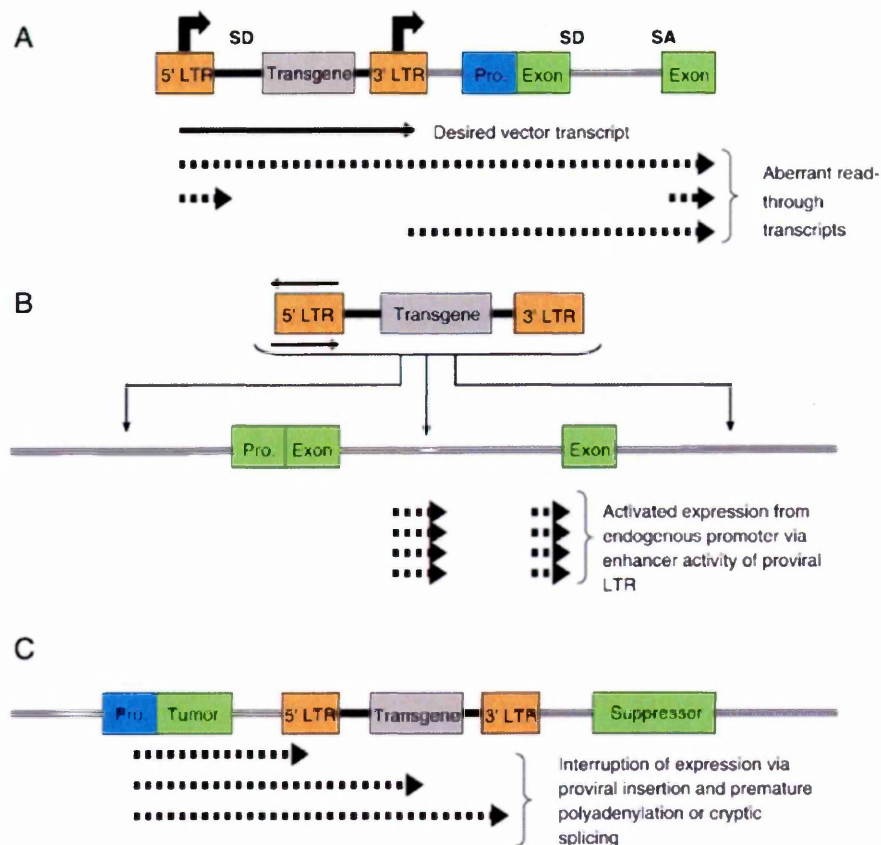 A
SD SD SA
5' LTR Transgene 3' LTR Pro. Exon Exon
Desired vector transcript
Aberrant read-
through
transcripts
B
5' LTR Transgene 3' LTR
Pro. Exon Exon
Activated expression from
endogenous promoter via
enhancer activity of proviral
LTR
C
Pro. Tumor 5' LTR Transgene 3' LTR Suppressor
Interruption of expression via
proviral insertion and premature
polyadenylation or cryptic
splicing